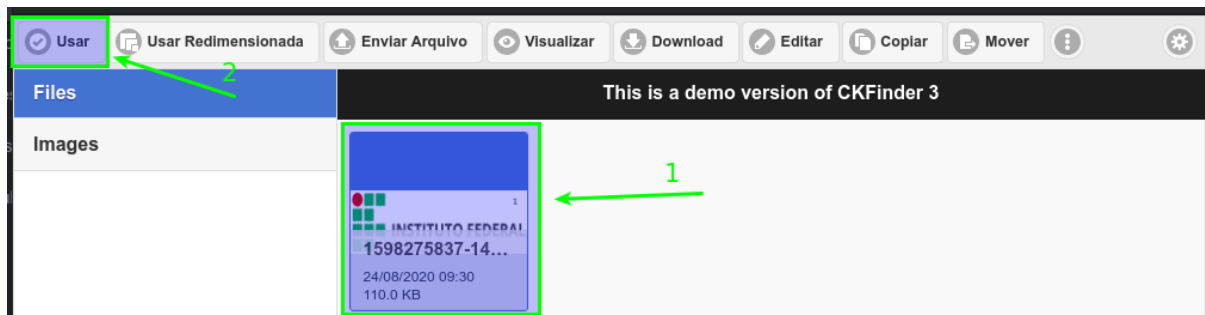 Usar Usar Redimensionada Enviar Arquivo Visualizar Download Editar Copiar Mover
2
Files This is a demo version of CKFinder 3
Images
1
1
INSTITUTO FEDERAL
1598275837-14...
24/08/2020 09:30
110.0 KB